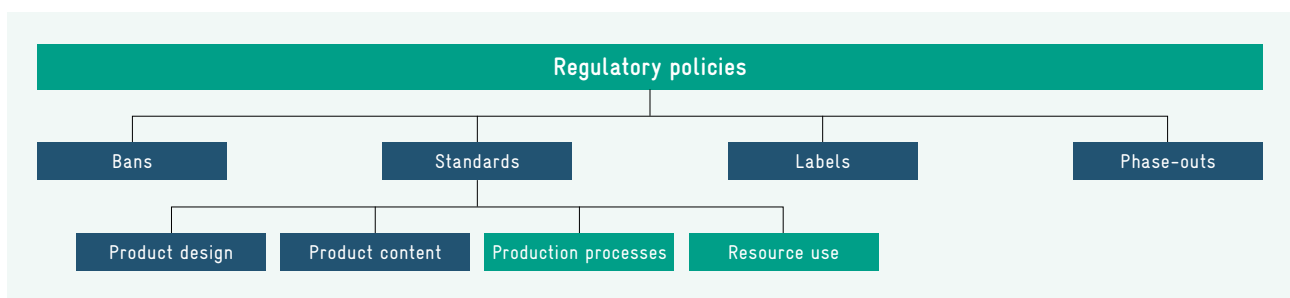 Regulatory policies
Bans
Standards
Labels
Phase-outs
Product design
Product content
Production processes
Resource use